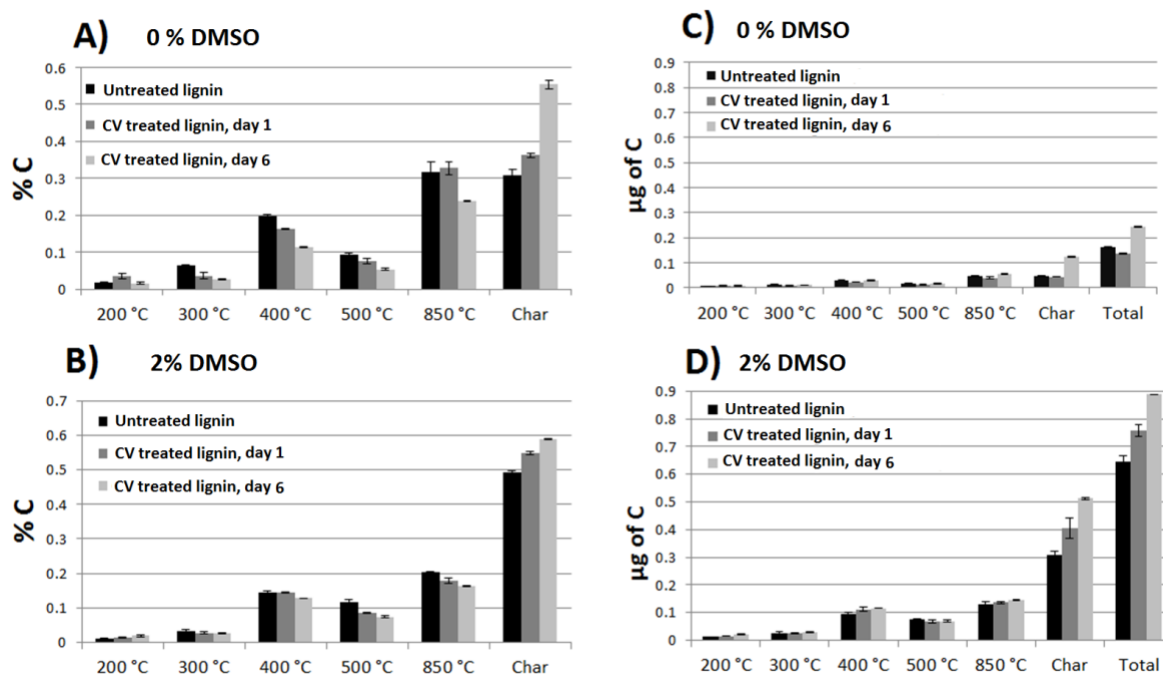 A) 0 % DMSO
% C
0.6
0.5
0.4
0.3
0.2
0.1
0
Untreated lignin
CV treated lignin, day 1
CV treated lignin, day 6
200 °C 300 °C 400 °C 500 °C 850 °C Char
B) 2% DMSO
% C
0.7
0.6
0.5
0.4
0.3
0.2
0.1
0
Untreated lignin
CV treated lignin, day 1
CV treated lignin, day 6
200 °C 300 °C 400 °C 500 °C 850 °C Char
C) 0 % DMSO
µg of C
0.9
0.8
0.7
0.6
0.5
0.4
0.3
0.2
0.1
0
Untreated lignin
CV treated lignin, day 1
CV treated lignin, day 6
200 °C 300 °C 400 °C 500 °C 850 °C Char Total
D) 2% DMSO
µg of C
0.9
0.8
0.7
0.6
0.5
0.4
0.3
0.2
0.1
0
Untreated lignin
CV treated lignin, day 1
CV treated lignin, day 6
200 °C 300 °C 400 °C 500 °C 850 °C Char Total